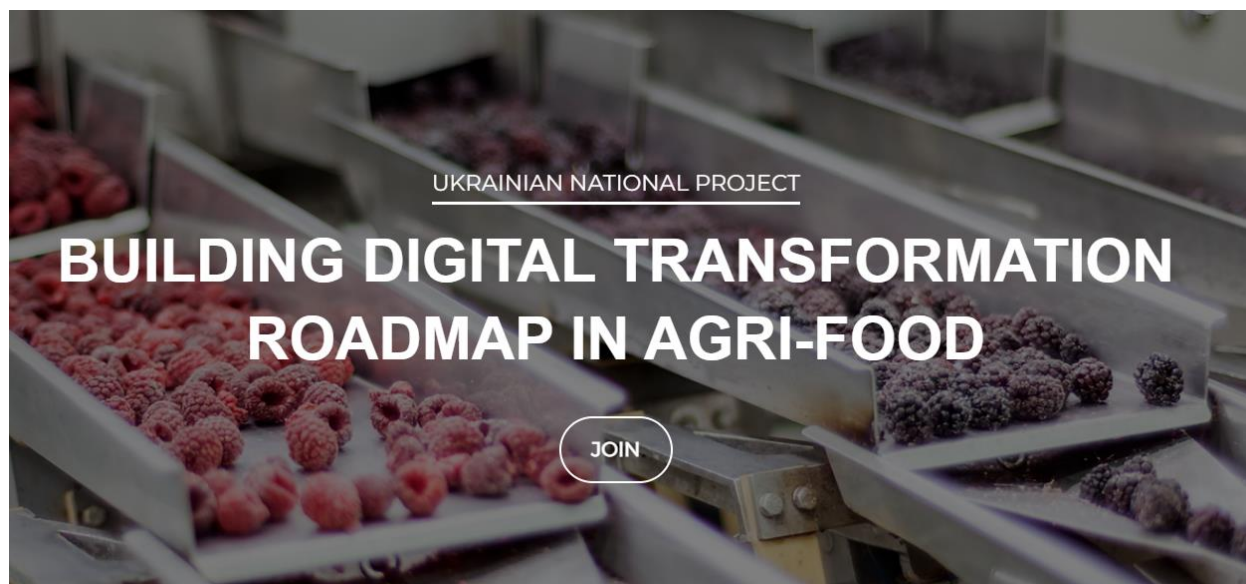 UKRAINIAN NATIONAL PROJECT
BUILDING DIGITAL TRANSFORMATION
ROADMAP IN AGRI-FOOD
JOIN